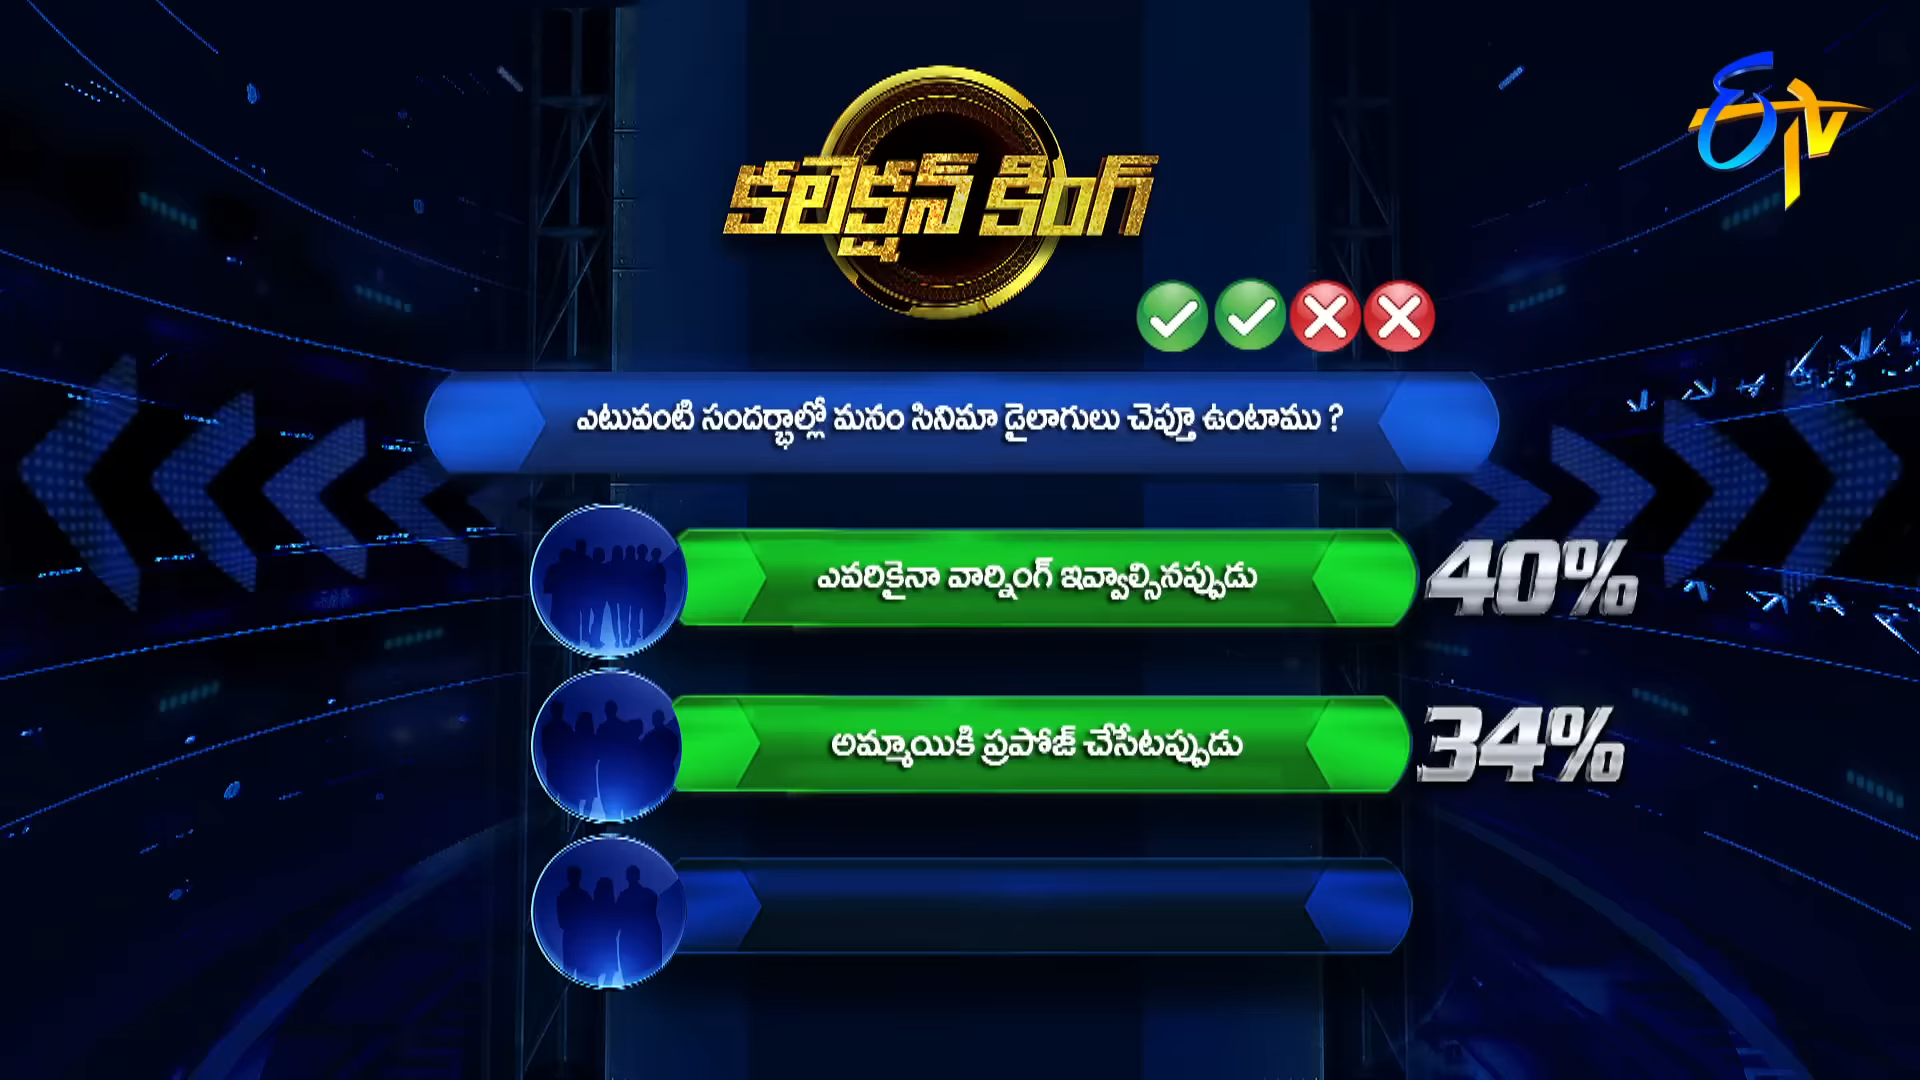 ETV
కలెక్షన్ కింగ్
ఎటువంటి సందర్భాల్లో మనం సినిమా డైలాగులు చెప్తూ ఉంటాము ?
ఎవరికైనా వార్నింగ్ ఇవ్వాల్సినప్పుడు
40%
అమ్మాయికి ప్రపోజ్ చేసేటప్పుడు
34%